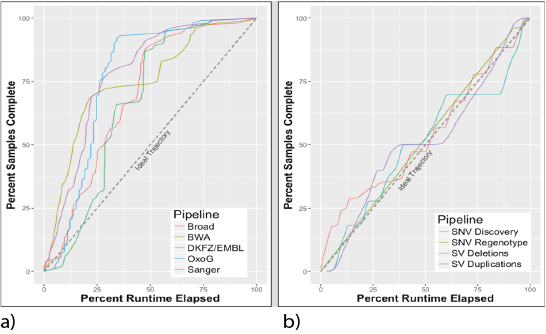 Percent Samples Complete
100
75
50
25
0
Ideal Trajectory
Pipeline
Broad
BWA
DKFZ/EMBL
OxoG
Sanger
0 25 50 75 100
Percent Runtime Elapsed
a)
Percent Samples Complete
100
75
50
25
0
Ideal Trajectory
Pipeline
SNV Discovery
SNV Regenotype
SV Deletions
SV Duplications
0 25 50 75 100
Percent Runtime Elapsed
b)